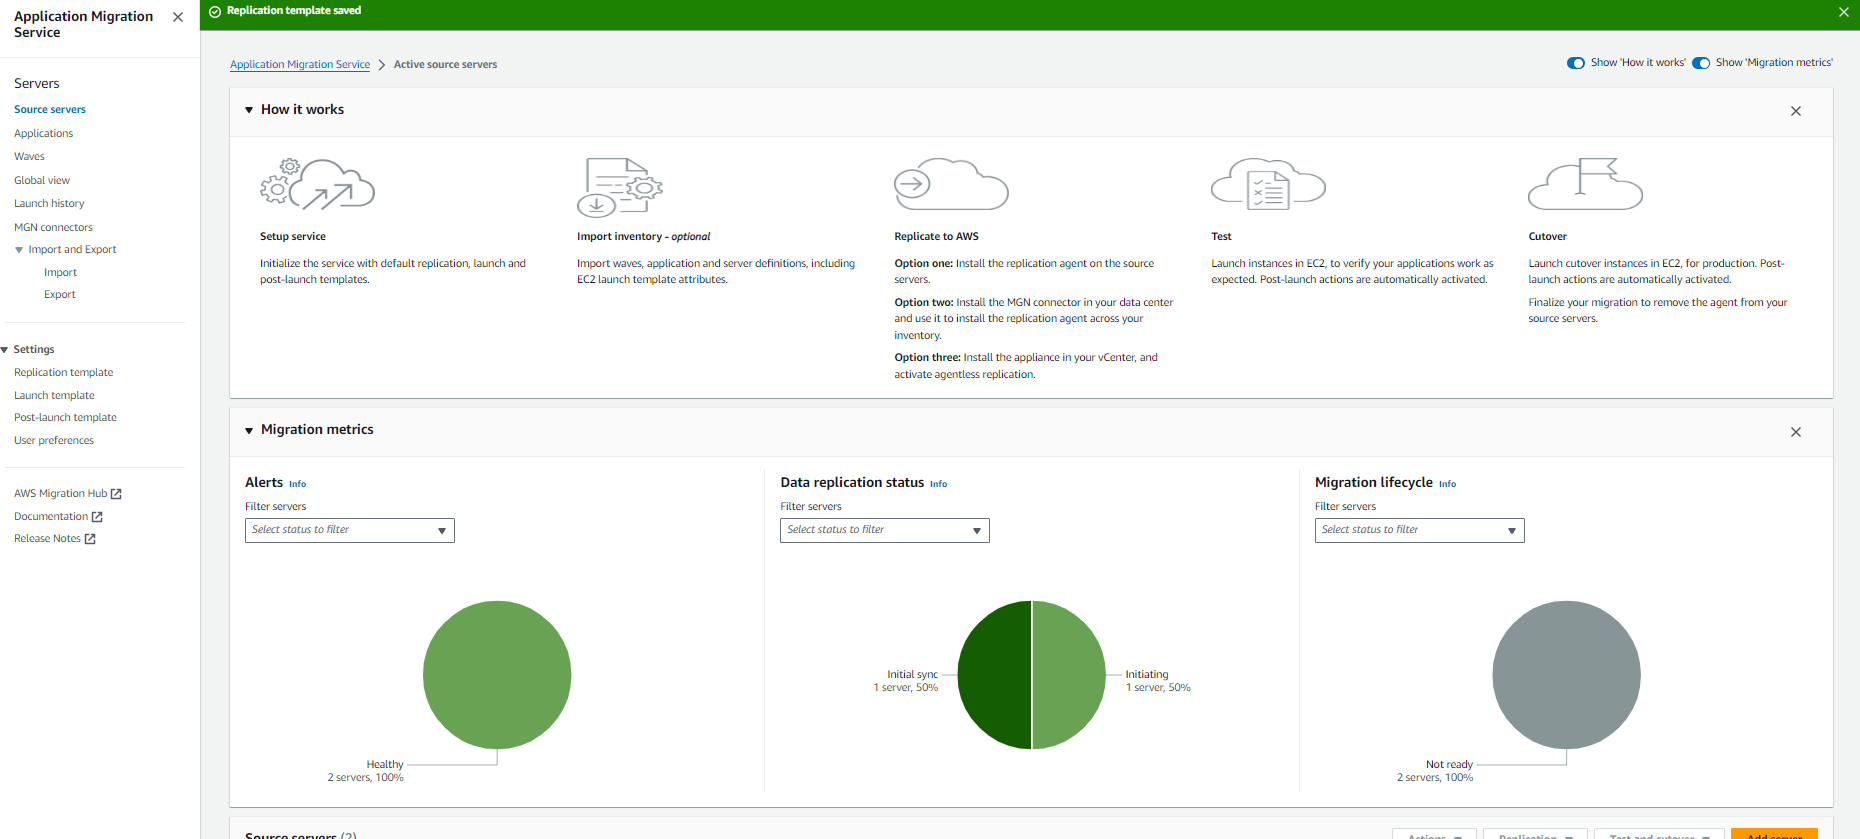 Application Migration
Service
Replication template saved
Servers
Source servers
Applications
Waves
Global view
Launch history
MGN connectors
Import and Export
Import
Export
Settings
Replication template
Launch template
Post-launch template
User preferences
AWS Migration Hub
Documentation
Release Notes
Application Migration Service > Active source servers
Show 'How it works' Show 'Migration metrics'
How it works
Setup service
Initialize the service with default replication, launch and
post-launch templates.
Import inventory - optional
Import waves, application and server definitions, including
EC2 launch template attributes.
Replicate to AWS
Option one: Install the replication agent on the source
servers.
Option two: Install the MGN connector in your data center
and use it to install the replication agent across your
inventory.
Option three: Install the appliance in your vCenter, and
activate agentless replication.
Test
Launch instances in EC2, to verify your applications work as
expected. Post-launch actions are automatically activated.
Cutover
Launch cutover instances in EC2, for production. Post-
launch actions are automatically activated.
Finalize your migration to remove the agent from your
source servers.
Migration metrics
Alerts Info
Filter servers
Select status to filter
Healthy
2 servers, 100%
Data replication status Info
Filter servers
Select status to filter
Initial sync
1 server, 50%
Initiating
1 server, 50%
Migration lifecycle Info
Filter servers
Select status to filter
Not ready
2 servers, 100%
Source servers (2)
Actions Replication Test and cutover Add server